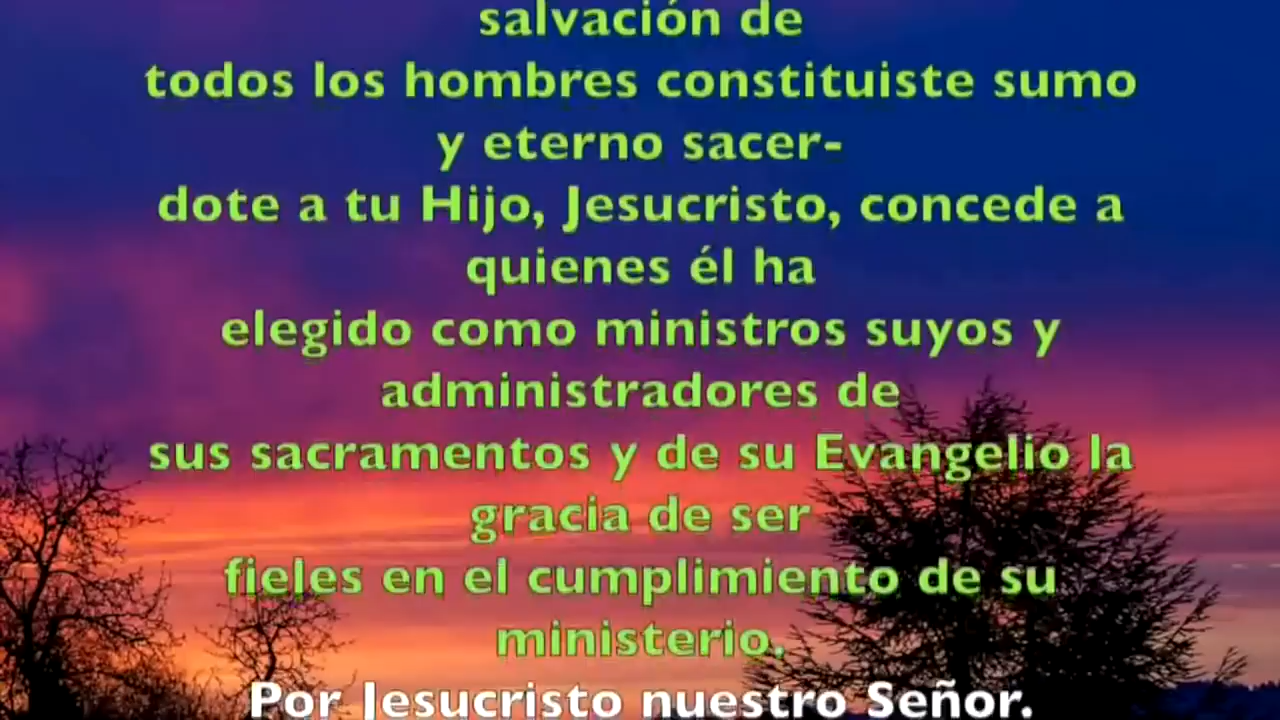 salvación de
todos los hombres constituiste sumo
y eterno sacer-
dote a tu Hijo, Jesucristo, concede a
quienes él ha
elegido como ministros suyos y
administradores de
sus sacramentos y de su Evangelio la
gracia de ser
fieles en el cumplimiento de su
ministerio.
Por Jesucristo nuestro Señor.